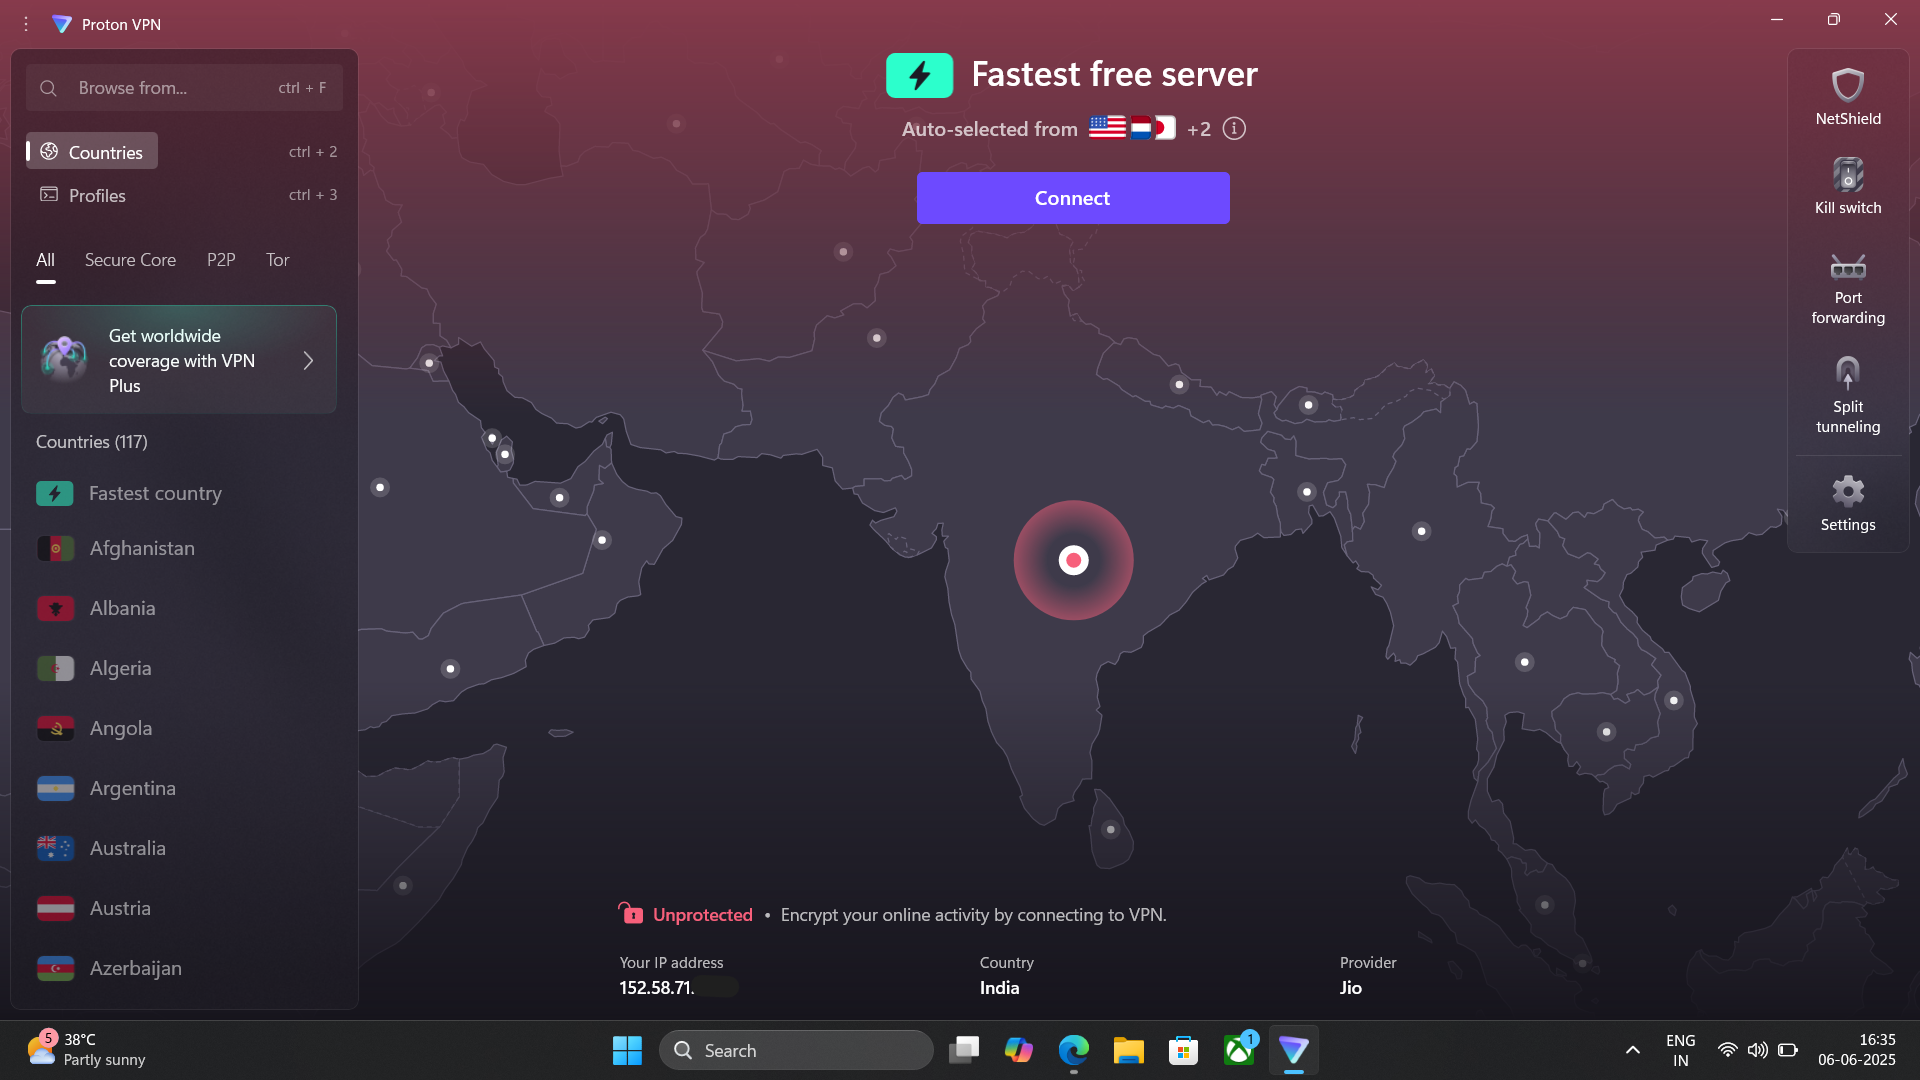 Proton VPN
Browse from...
ctrl + F
Countries
ctrl + 2
Profiles
ctrl + 3
All
Secure Core
P2P
Tor
Get worldwide
coverage with VPN
Plus
Countries (117)
Fastest country
Afghanistan
Albania
Algeria
Angola
Argentina
Australia
Austria
Azerbaijan
Fastest free server
Auto-selected from
+2
Connect
NetShield
Kill switch
Port
forwarding
Split
tunneling
Settings
Unprotected • Encrypt your online activity by connecting to VPN.
Your IP address
152.58.71.
Country
India
Provider
Jio
5
38°C
Partly sunny
Search
1
ENG
IN
16:35
06-06-2025